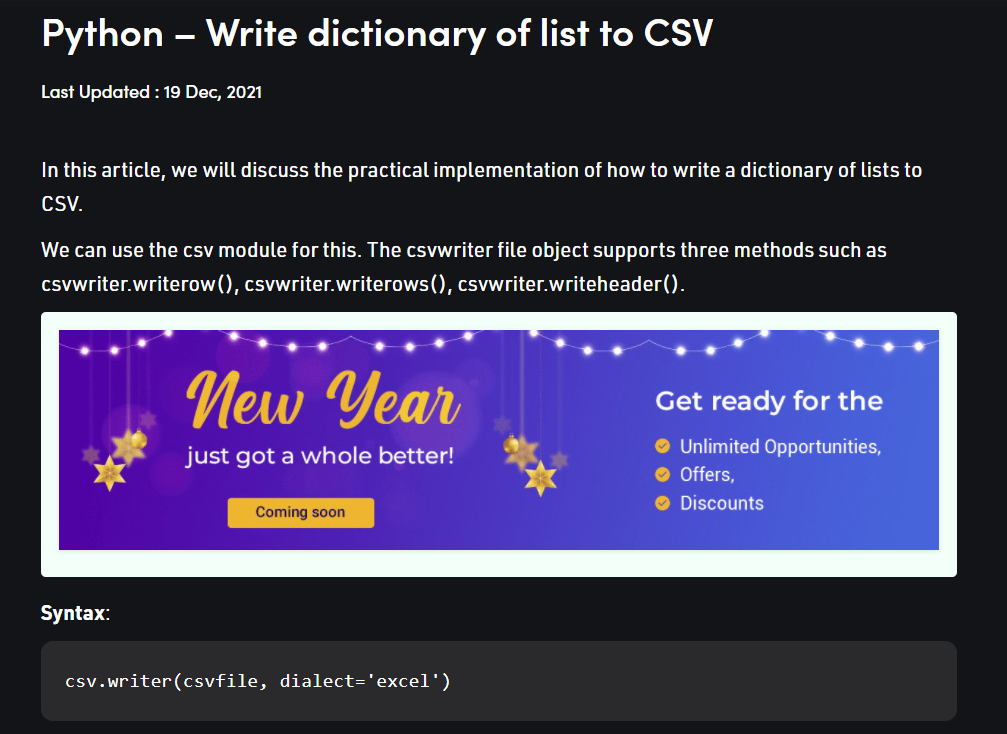 Python – Write dictionary of list to CSV
Last Updated : 19 Dec, 2021
In this article, we will discuss the practical implementation of how to write a dictionary of lists to
CSV.
We can use the csv module for this. The csvwriter file object supports three methods such as
csvwriter.writerow(), csvwriter.writerows(), csvwriter.writeheader().
New Year
just got a whole better!
Coming soon
Get ready for the
Unlimited Opportunities,
Offers,
Discounts
Syntax:
csv.writer(csvfile, dialect='excel')